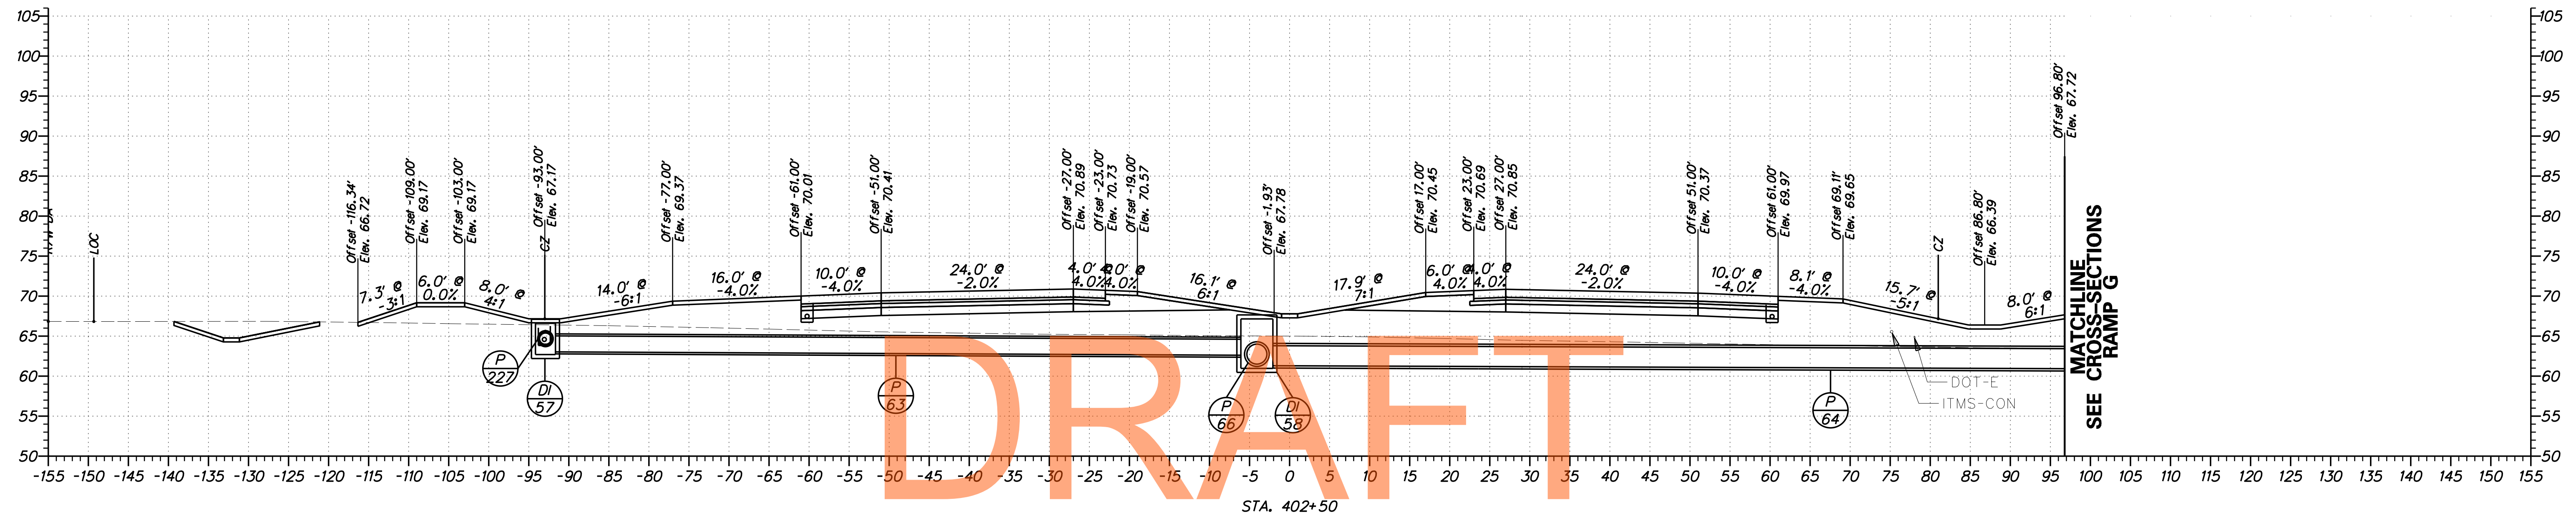 105
100
95
90
85
80
75
70
65
60
55
50
LOC
Offset -116.34'
Elev. 66.72
Offset -109.00'
Elev. 69.17
Offset -103.00'
Elev. 69.17
CZ
Offset -93.00'
Elev. 67.17
Offset -77.00'
Elev. 69.37
Offset -61.00'
Elev. 70.01
Offset -51.00'
Elev. 70.41
Offset -27.00'
Elev. 70.89
Offset -23.00'
Elev. 70.73
Offset -19.00'
Elev. 70.57
Offset -1.93'
Elev. 67.78
Offset 17.00'
Elev. 70.45
Offset 23.00'
Elev. 70.69
Offset 27.00'
Elev. 70.85
Offset 51.00'
Elev. 70.37
Offset 61.00'
Elev. 69.97
Offset 69.11'
Elev. 69.65
CZ
Offset 86.80'
Elev. 66.39
Offset 96.80'
Elev. 67.72
7.3' @
-3:1
6.0' @
0.0%
8.0' @
4:1
14.0' @
-6:1
16.0' @
-4.0%
10.0' @
-4.0%
24.0' @
-2.0%
4.0' @
4.0%
4.0' @
4.0%
16.1' @
6:1
17.9' @
7:1
6.0' @
4.0%
4.0' @
4.0%
24.0' @
-2.0%
10.0' @
-4.0%
8.1' @
-4.0%
15.7' @
-5:1
8.0' @
6:1
P
227
DI
57
P
63
P
66
DI
58
P
64
DOT-E
ITMS-CON
MATCHLINE
SEE CROSS-SECTIONS
RAMP G
105
100
95
90
85
80
75
70
65
60
55
50
-155 -150 -145 -140 -135 -130 -125 -120 -115 -110 -105 -100 -95 -90 -85 -80 -75 -70 -65 -60 -55 -50 -45 -40 -35 -30 -25 -20 -15 -10 -5 0 5 10 15 20 25 30 35 40 45 50 55 60 65 70 75 80 85 90 95 100 105 110 115 120 125 130 135 140 145 150 155
STA. 402+50
DRAFT